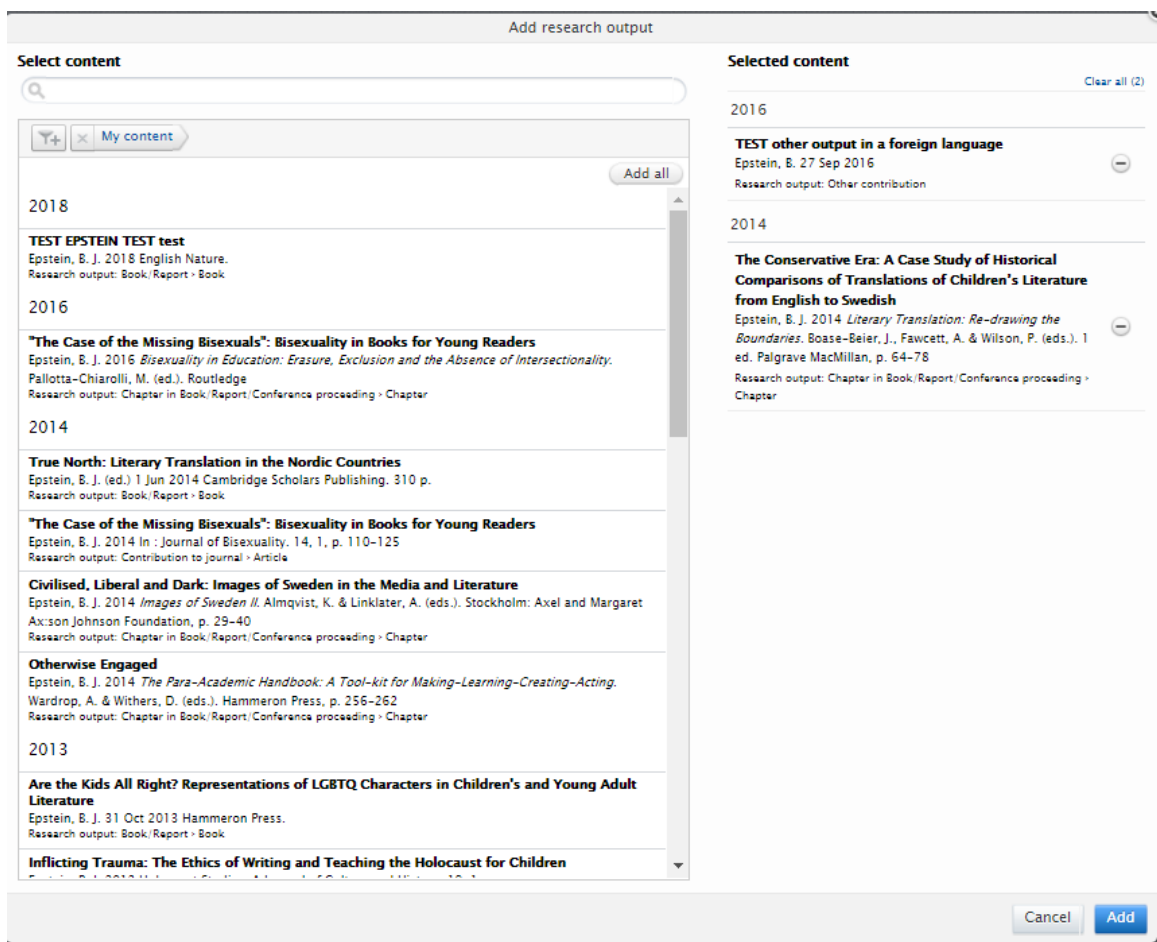 Add research output
Select content
My content
Add all
2018
TEST EPSTEIN TEST test
Epstein, B. J. 2018 English Nature.
Research output: Book/Report › Book
2016
"The Case of the Missing Bisexuals": Bisexuality in Books for Young Readers
Epstein, B. J. 2016 Bisexuality in Education: Erasure, Exclusion and the Absence of Intersectionality.
Pallotta-Chiarolli, M. (ed.). Routledge
Research output: Chapter in Book/Report/Conference proceeding › Chapter
2014
True North: Literary Translation in the Nordic Countries
Epstein, B. J. (ed.) 1 Jun 2014 Cambridge Scholars Publishing. 310 p.
Research output: Book/Report › Book
"The Case of the Missing Bisexuals": Bisexuality in Books for Young Readers
Epstein, B. J. 2014 In : Journal of Bisexuality. 14, 1, p. 110-125
Research output: Contribution to journal › Article
Civilised, Liberal and Dark: Images of Sweden in the Media and Literature
Epstein, B. J. 2014 Images of Sweden II. Almqvist, K. & Linklater, A. (eds.). Stockholm: Axel and Margaret
Ax:son Johnson Foundation, p. 29-40
Research output: Chapter in Book/Report/Conference proceeding › Chapter
Otherwise Engaged
Epstein, B. J. 2014 The Para-Academic Handbook: A Tool-kit for Making-Learning-Creating-Acting.
Wardrop, A. & Withers, D. (eds.). Hammeron Press, p. 256-262
Research output: Chapter in Book/Report/Conference proceeding › Chapter
2013
Are the Kids All Right? Representations of LGBTQ Characters in Children's and Young Adult
Literature
Epstein, B. J. 31 Oct 2013 Hammeron Press.
Research output: Book/Report › Book
Inflicting Trauma: The Ethics of Writing and Teaching the Holocaust for Children
Selected content
Clear all (2)
2016
TEST other output in a foreign language
Epstein, B. 27 Sep 2016
Research output: Other contribution
2014
The Conservative Era: A Case Study of Historical
Comparisons of Translations of Children's Literature
from English to Swedish
Epstein, B. J. 2014 Literary Translation: Re-drawing the
Boundaries. Boase-Beier, J., Fawcett, A. & Wilson, P. (eds.). 1
ed. Palgrave MacMillan, p. 64-78
Research output: Chapter in Book/Report/Conference proceeding ›
Chapter
Cancel
Add